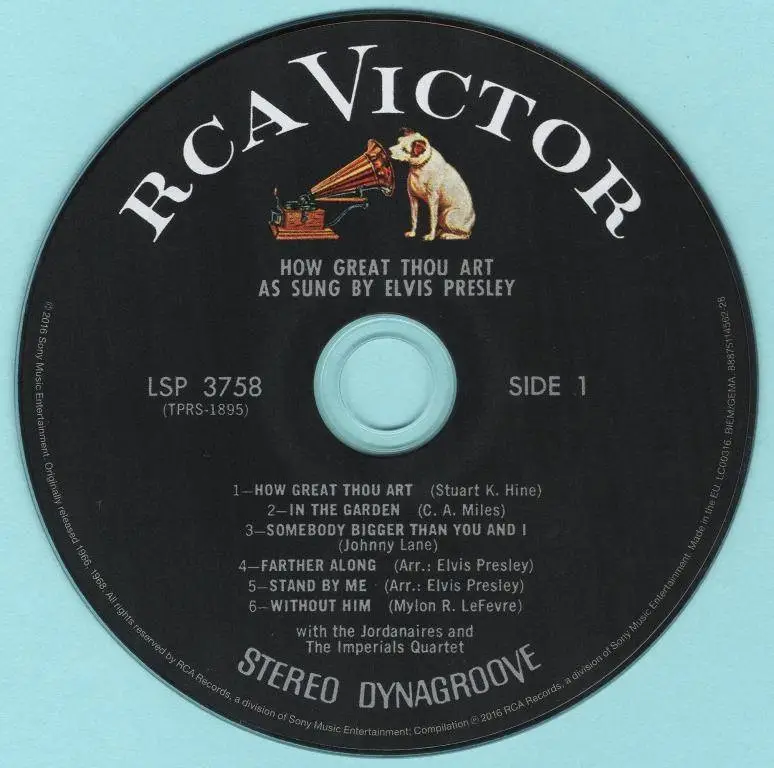 RCA VICTOR
HOW GREAT THOU ART
AS SUNG BY ELVIS PRESLEY
LSP 3758
(TPRS-1895)
SIDE 1
1—HOW GREAT THOU ART (Stuart K. Hine)
2—IN THE GARDEN (C. A. Miles)
3—SOMEBODY BIGGER THAN YOU AND I
(Johnny Lane)
4—FARTHER ALONG (Arr.: Elvis Presley)
5—STAND BY ME (Arr.: Elvis Presley)
6—WITHOUT HIM (Mylon R. LeFevre)
with the Jordanaires and
The Imperials Quartet
STEREO DYNAGROOVE
℗ 2016 Sony Music Entertainment. Originally released 1966, 1968. All rights reserved by RCA Records, a division of Sony Music Entertainment; Compilation ℗ 2016 RCA Records, a division of Sony Music Entertainment. Made in the EU. LC00316. BIEM/GEMA. 88875114562-28